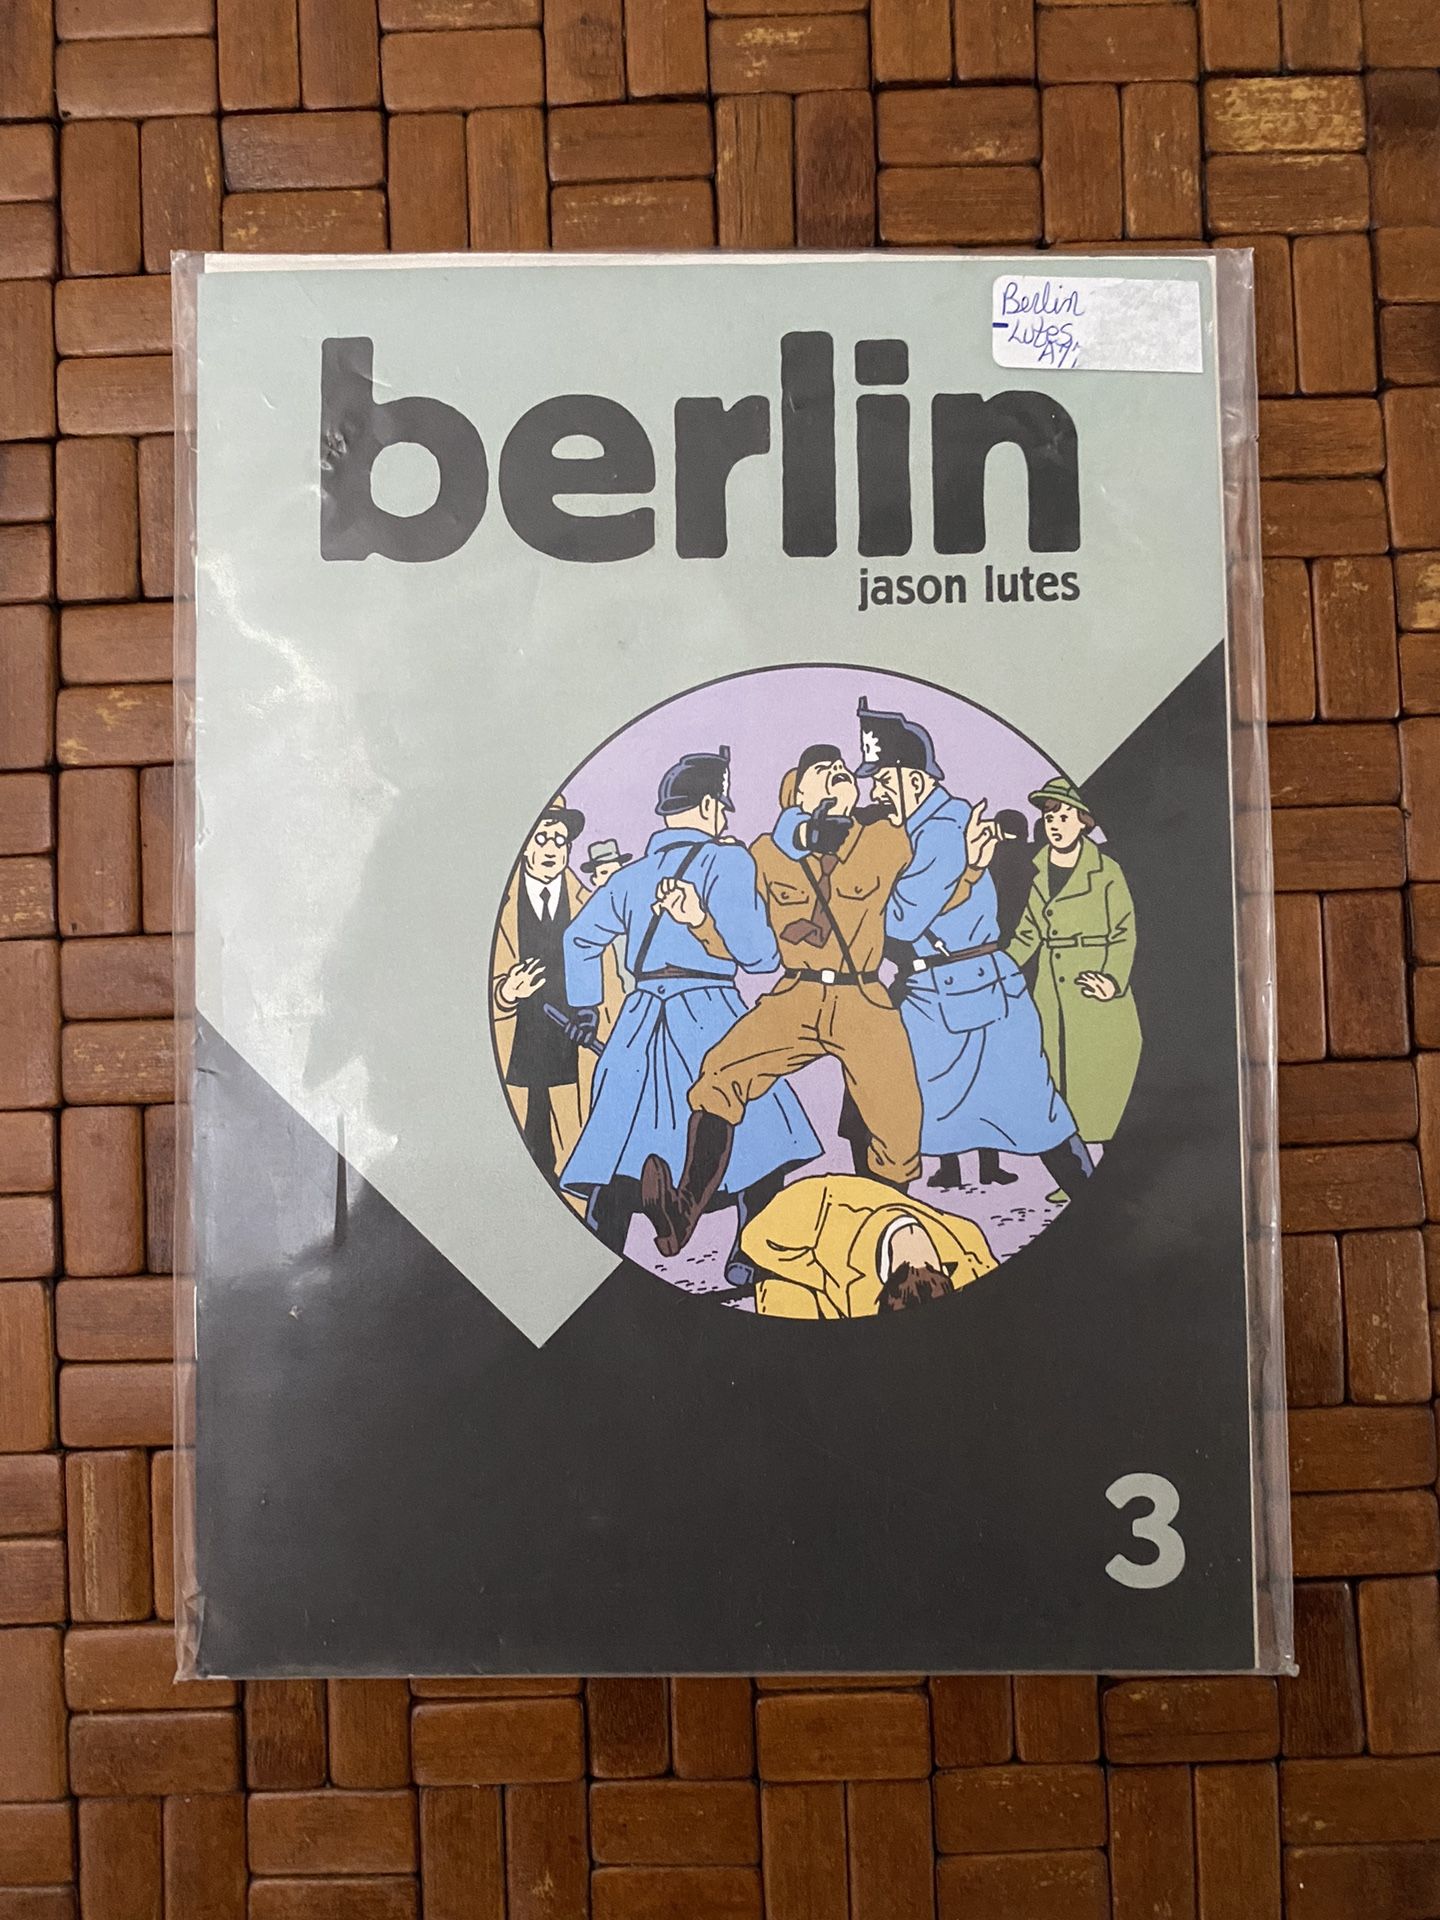 Berlin
-Lutes
berlin
jason lutes
3